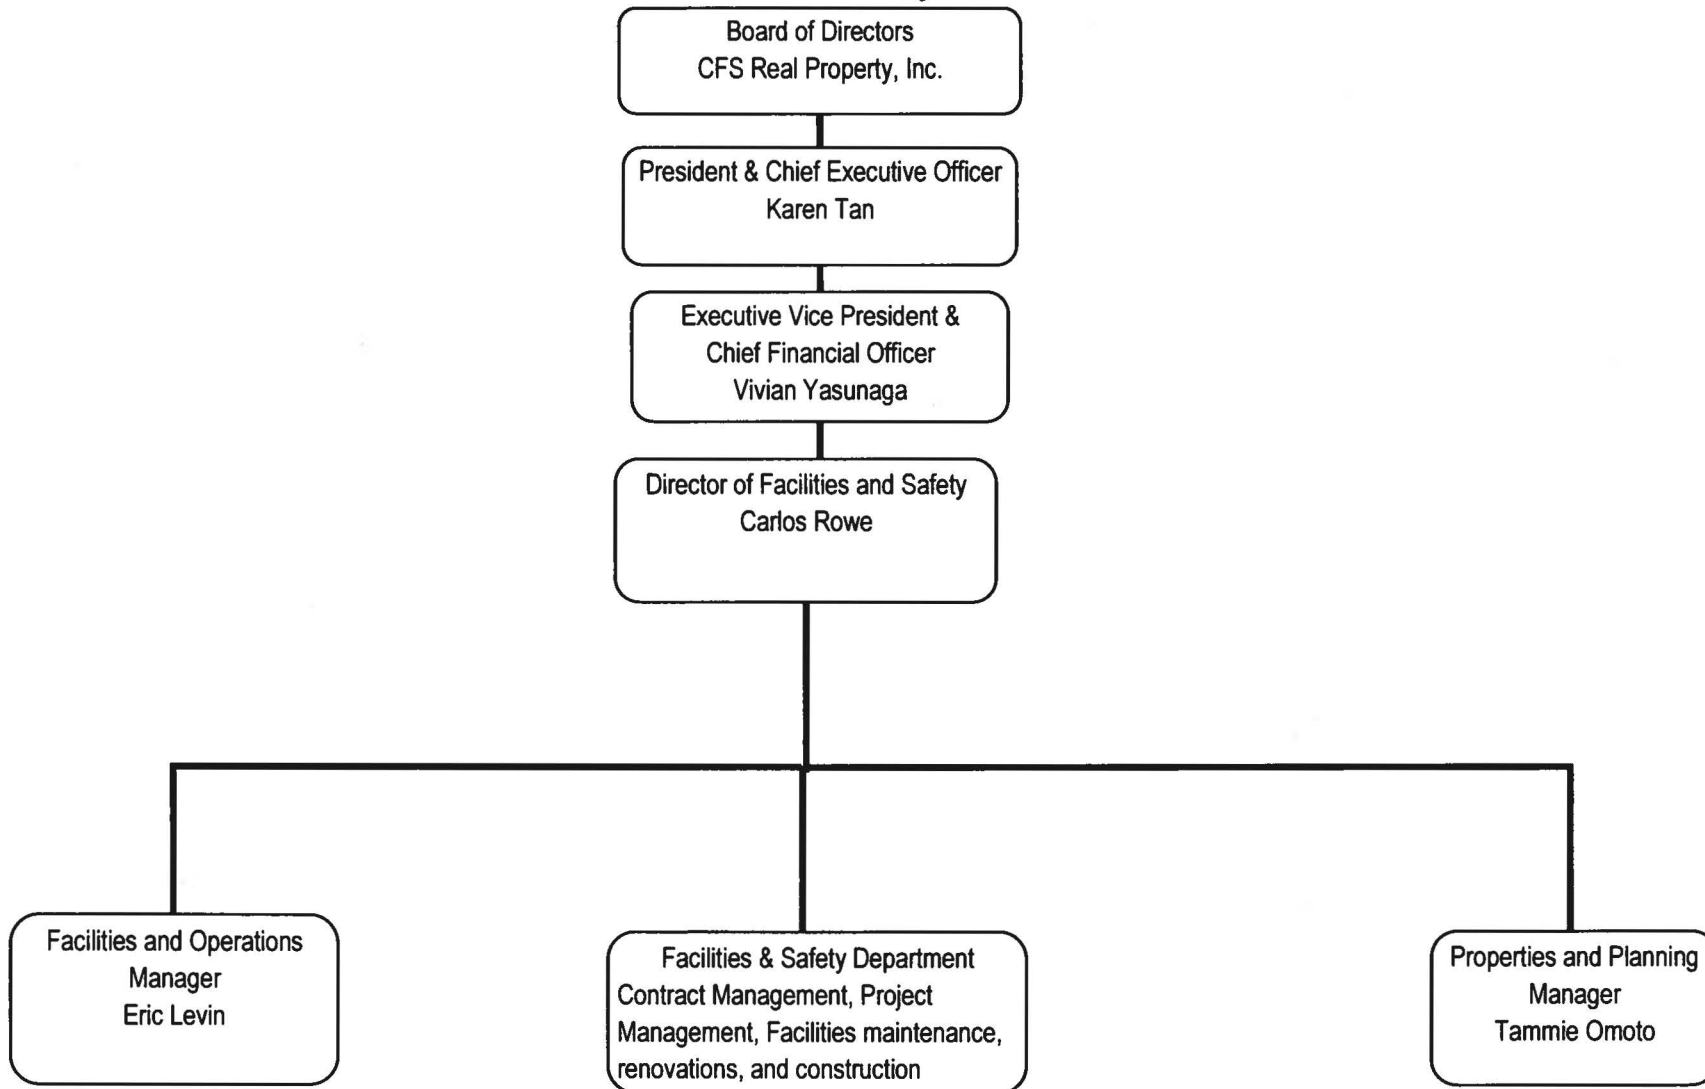 Board of Directors
CFS Real Property, Inc.
President & Chief Executive Officer
Karen Tan
Executive Vice President &
Chief Financial Officer
Vivian Yasunaga
Director of Facilities and Safety
Carlos Rowe
Facilities and Operations
Manager
Eric Levin
Facilities & Safety Department
Contract Management, Project
Management, Facilities maintenance,
renovations, and construction
Properties and Planning
Manager
Tammie Omoto